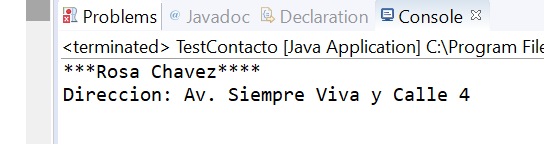 Problems @ Javadoc Declaration Console
<terminated> TestContacto [Java Application] C:\Program File
***Rosa Chavez****
Direccion: Av. Siempre Viva y Calle 4